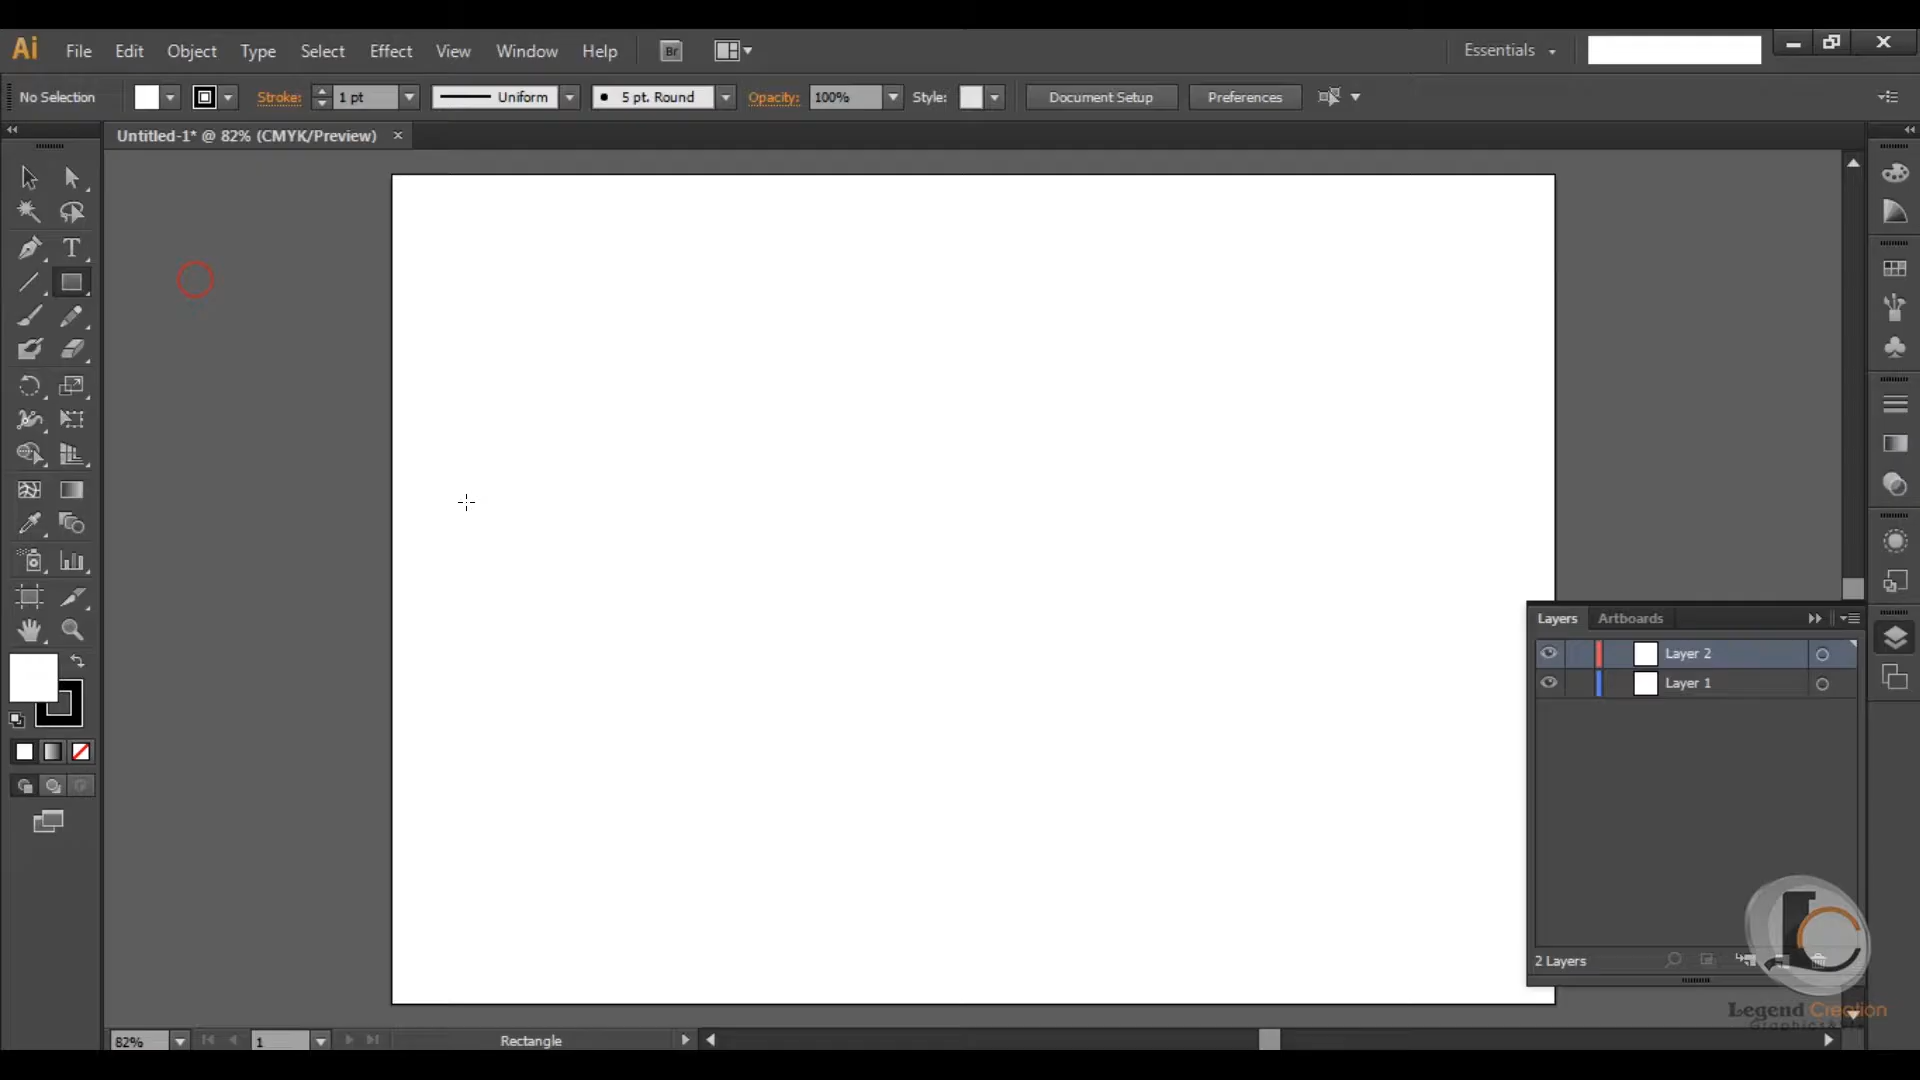 Ai File Edit Object Type Select Effect View Window Help Br Essentials
No Selection Stroke: 1 pt Uniform 5 pt. Round Opacity: 100% Style: Document Setup Preferences
Untitled-1* @ 82% (CMYK/Preview)
T
Layers Artboards
Layer 2
Layer 1
2 Layers
LC
Legend Creation
82% 1 Rectangle